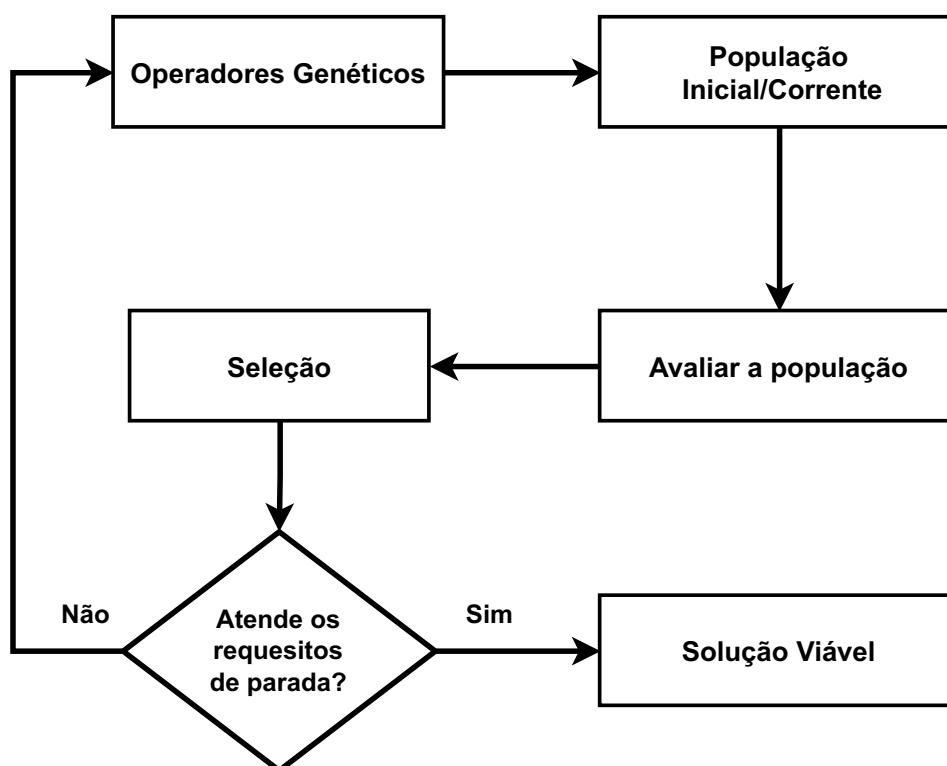 Operadores Genéticos
População
Inicial/Corrente
Seleção
Avaliar a população
Não
Atende os
requesitos
de parada?
Sim
Solução Viável